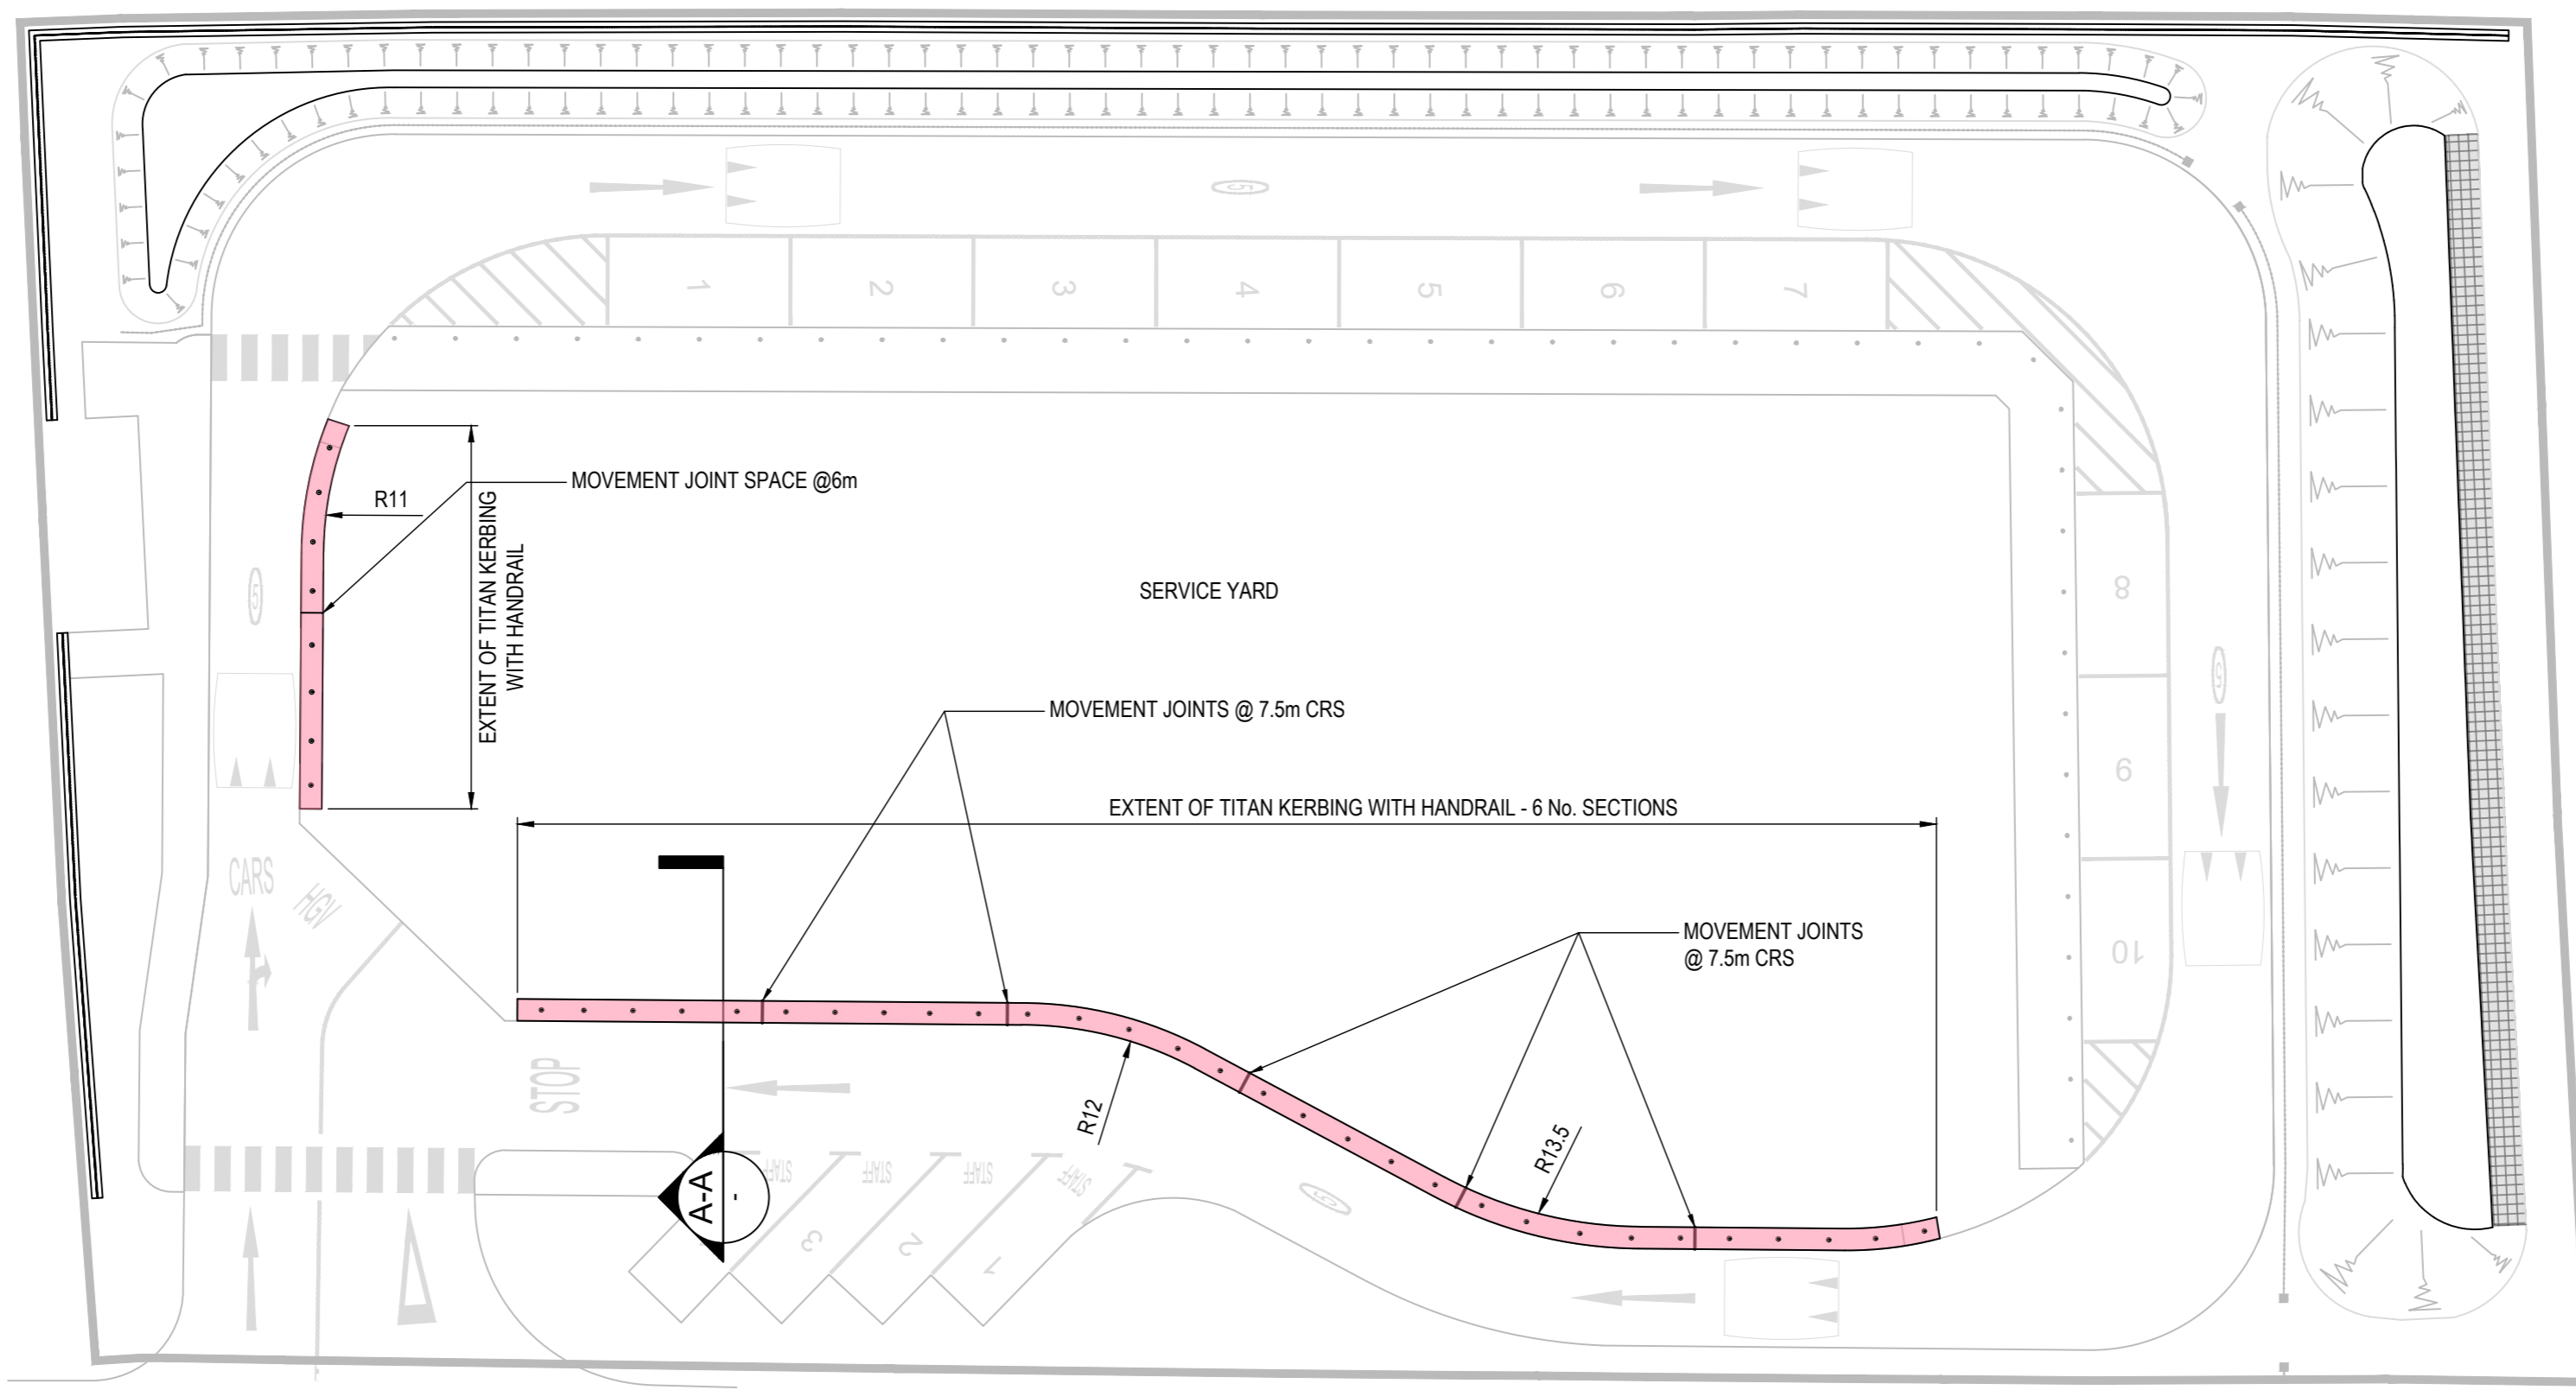 5
1
2
3
4
5
6
7
MOVEMENT JOINT SPACE @6m
R11
EXTENT OF TITAN KERBING
WITH HANDRAIL
5
SERVICE YARD
8
5
MOVEMENT JOINTS @ 7.5m CRS
9
EXTENT OF TITAN KERBING WITH HANDRAIL - 6 No. SECTIONS
CARS
HGV
MOVEMENT JOINTS
@ 7.5m CRS
10
STOP
R12
R13.5
STAFF
STAFF
STAFF
STAFF
A-A
-
5
3
2
1